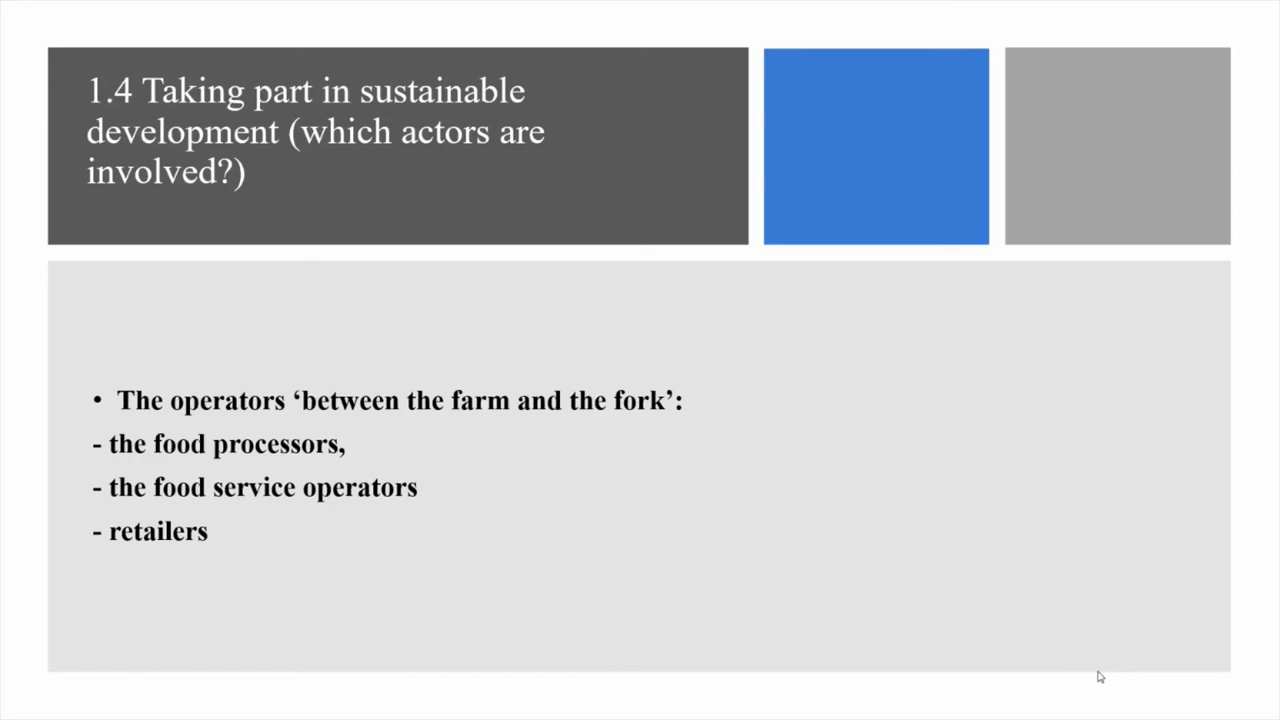 1.4 Taking part in sustainable
development (which actors are
involved?)
• The operators ‘between the farm and the fork’:
- the food processors,
- the food service operators
- retailers